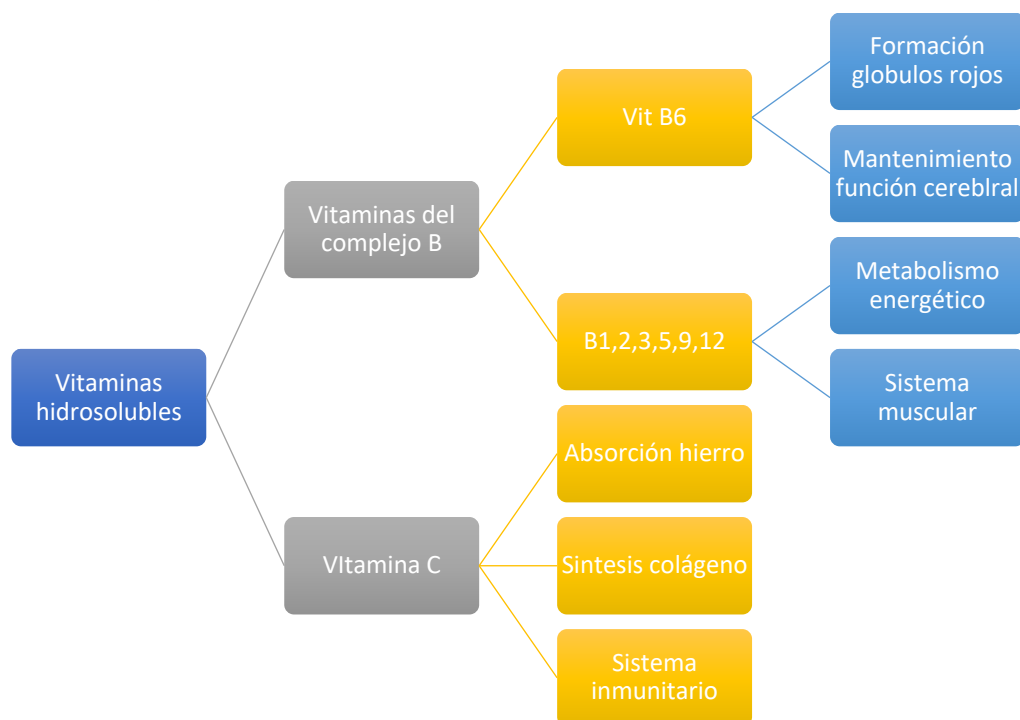 Vitaminas
hidrosolubles
Vitaminas del
complejo B
Vit B6
Formación
globulos rojos
Mantenimiento
función cereblral
B1,2,3,5,9,12
Metabolismo
energético
Sistema
muscular
VItamina C
Absorción hierro
Sintesis colágeno
Sistema
inmunitario